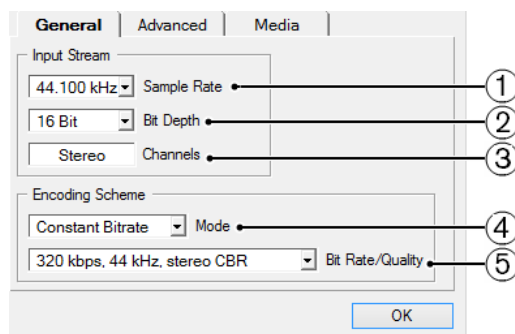 General Advanced Media
Input Stream
44.100 kHz Sample Rate 1
16 Bit Bit Depth 2
Stereo Channels 3
Encoding Scheme
Constant Bitrate Mode 4
320 kbps, 44 kHz, stereo CBR Bit Rate/Quality 5
OK